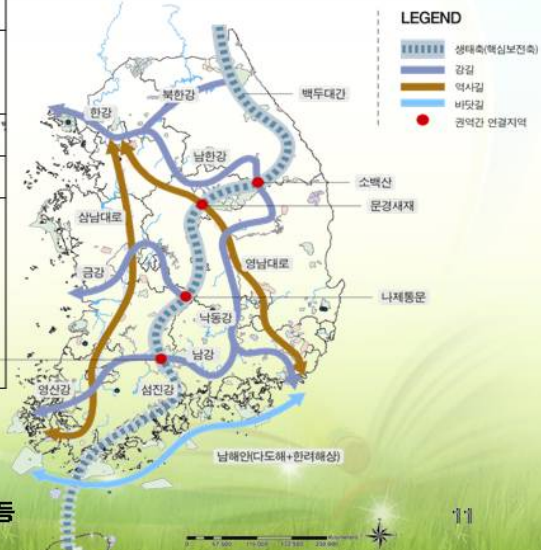 LEGEND
생태축(핵심보전축)
강길
역사길
바닷길
권역간 연결지역
북한강
백두대간
한강
남한강
소백산
문경새재
삼남대로
영남대로
금강
나제통문
낙동강
남강
영산강
섬진강
남해안(다도해+한려해상)
등
11